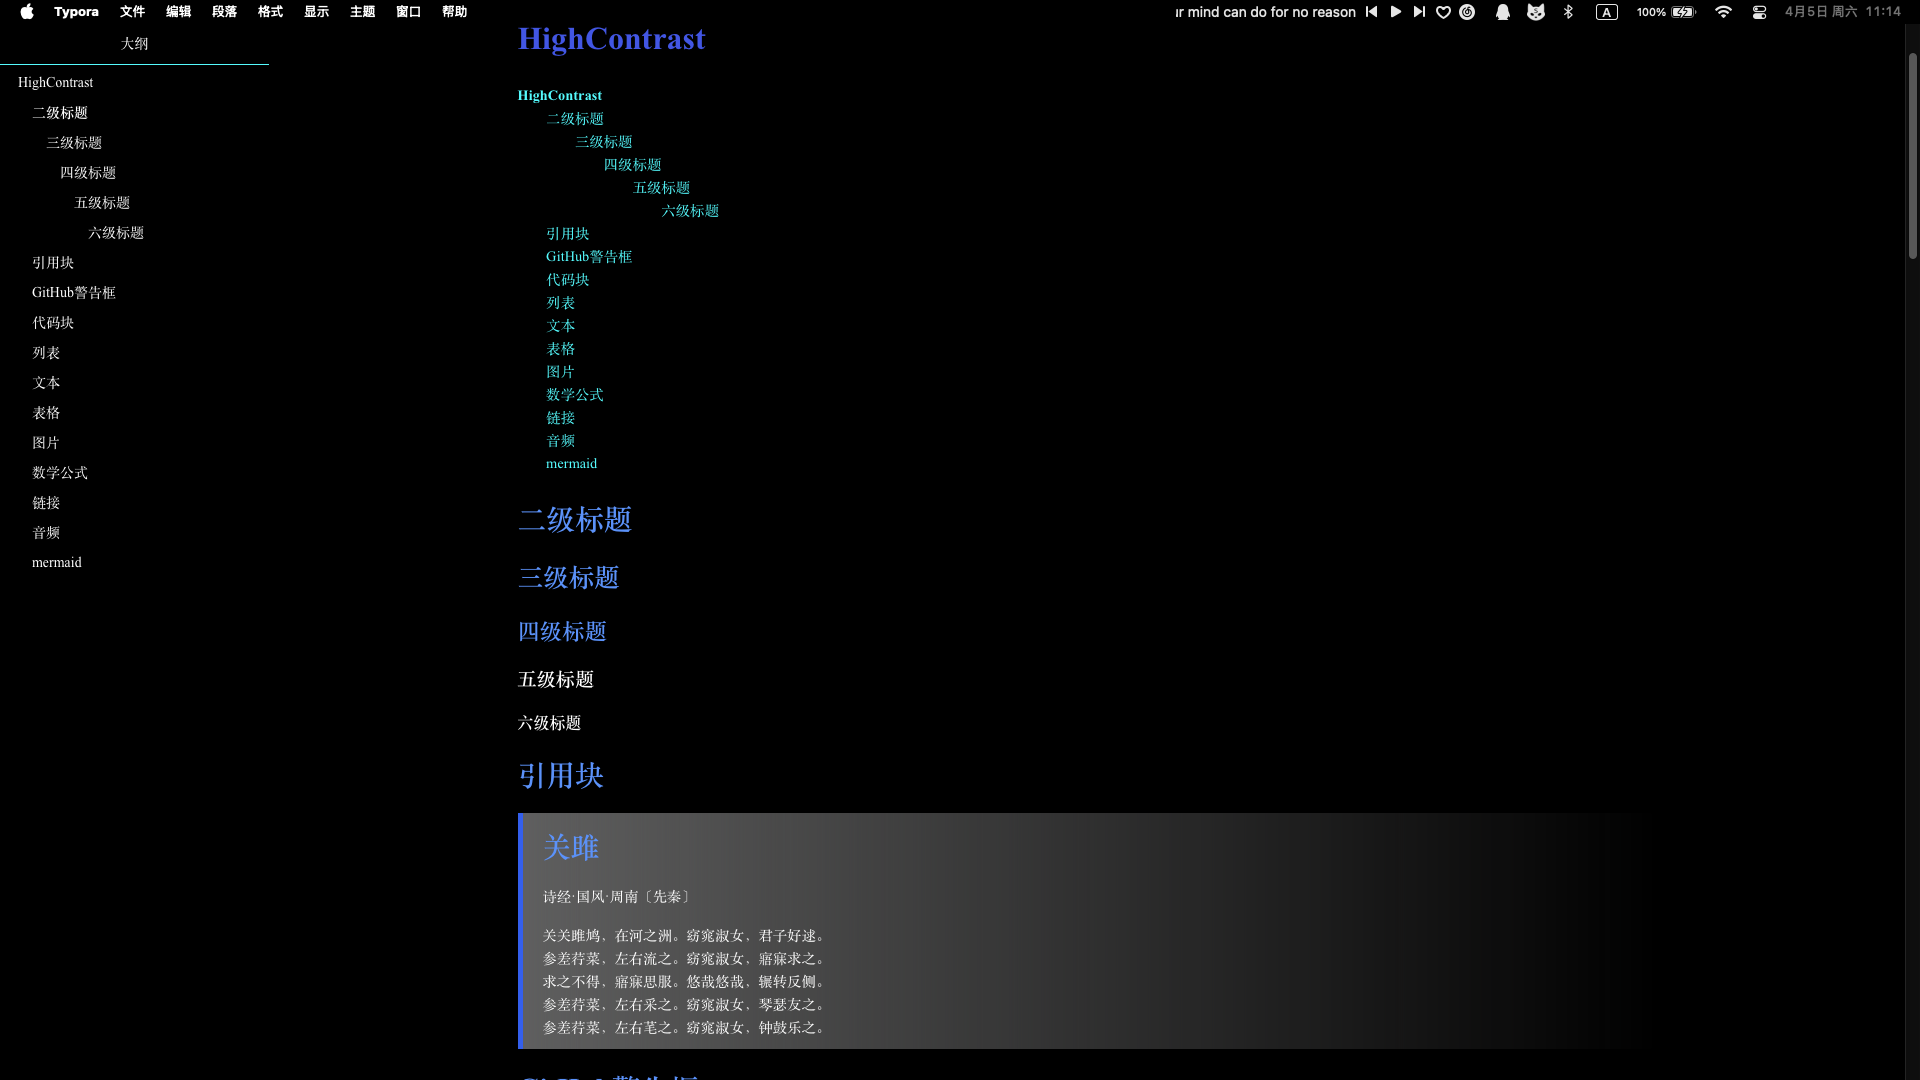 Typora 文件 编辑 段落 格式 显示 主题 窗口 帮助 ur mind can do for no reason A 100% 4月5日 周六 11:14
大纲
HighContrast
二级标题
三级标题
四级标题
五级标题
六级标题
引用块
GitHub警告框
代码块
列表
文本
表格
图片
数学公式
链接
音频
mermaid
HighContrast
HighContrast
二级标题
三级标题
四级标题
五级标题
六级标题
引用块
GitHub警告框
代码块
列表
文本
表格
图片
数学公式
链接
音频
mermaid
二级标题
三级标题
四级标题
五级标题
六级标题
引用块
关雎
诗经·国风·周南〔先秦〕
关关雎鸠，在河之洲。窈窕淑女，君子好逑。
参差荇菜，左右流之。窈窕淑女，寤寐求之。
求之不得，寤寐思服。悠哉悠哉，辗转反侧。
参差荇菜，左右采之。窈窕淑女，琴瑟友之。
参差荇菜，左右芼之。窈窕淑女，钟鼓乐之。
GitHub警告框